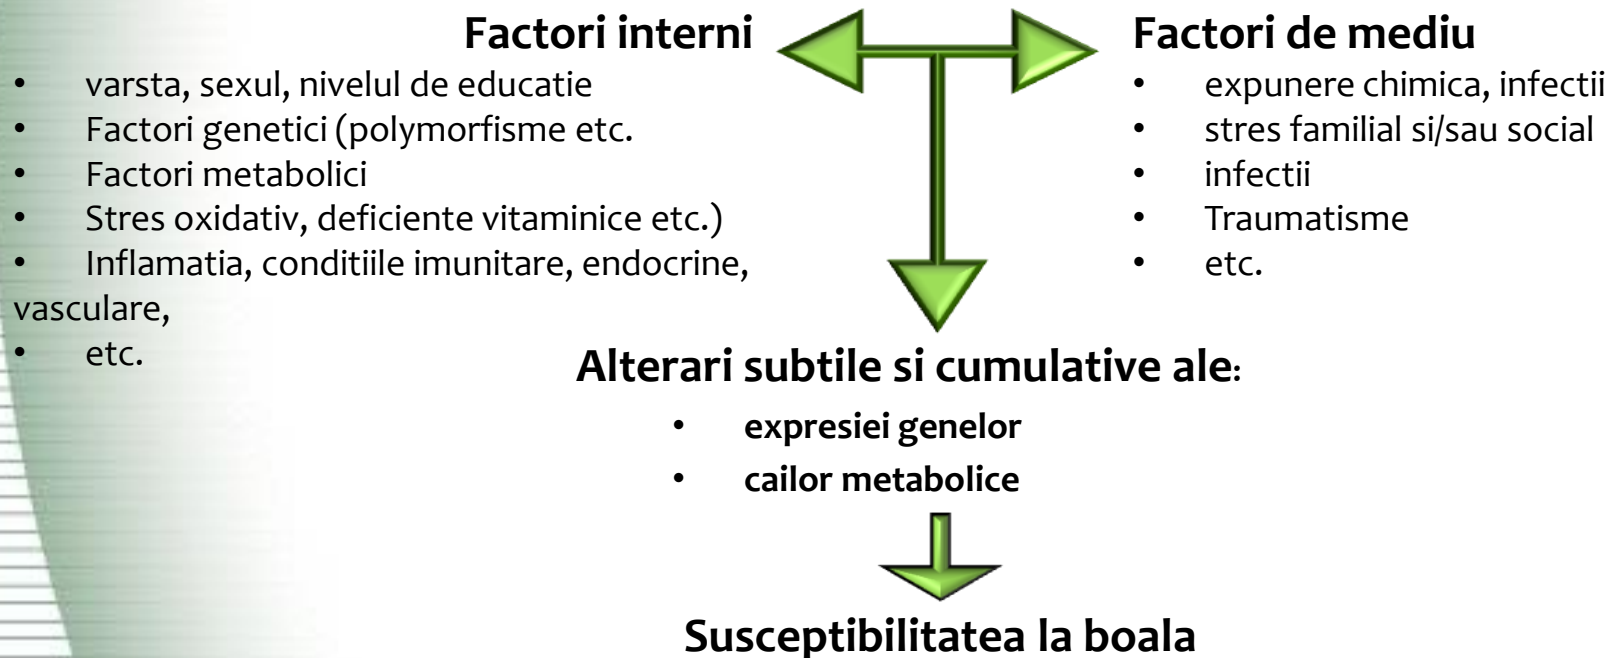 Factori interni
• varsta, sexul, nivelul de educatie
• Factori genetici (polymorfisme etc.
• Factori metabolici
• Stres oxidativ, deficiente vitaminice etc.)
• Inflamatia, conditiile imunitare, endocrine,
vasculare,
• etc.
Factori de mediu
• expunere chimica, infectii
• stres familial si/sau social
• infectii
• Traumatisme
• etc.
Alterari subtile si cumulative ale:
• expresiei genelor
• cailor metabolice
Susceptibilitatea la boala